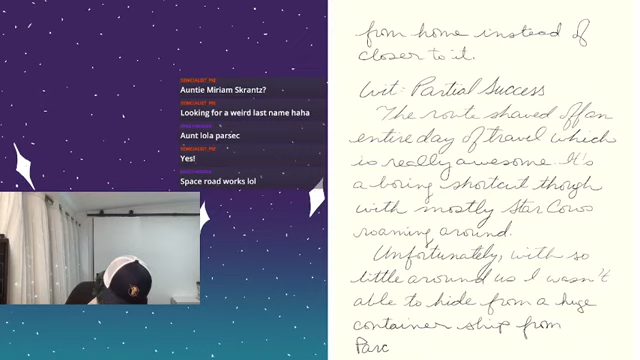 SOMECIALIST_MD
Auntie Miriam Skrantz?
Looking for a weird last name haha
Aunt lola parsec
Yes!
Space road works lol
from home instead of
closer to it.
Wit: Partial Success
The route shaved off an
entire day of travel which
is really awesome. It's
a boring shortcut though
with mostly Star Cows
roaming around.
Unfortunately, with so
little around us I wasn't
able to hide from a huge
container ship from
Parc